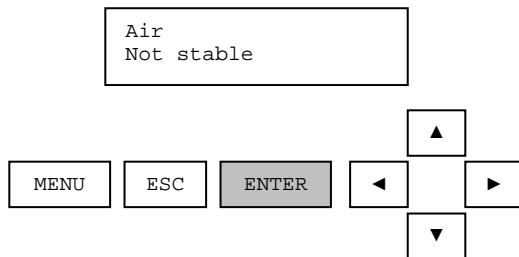 Air
Not stable
▲
MENU ESC ENTER ◄ ►
▼